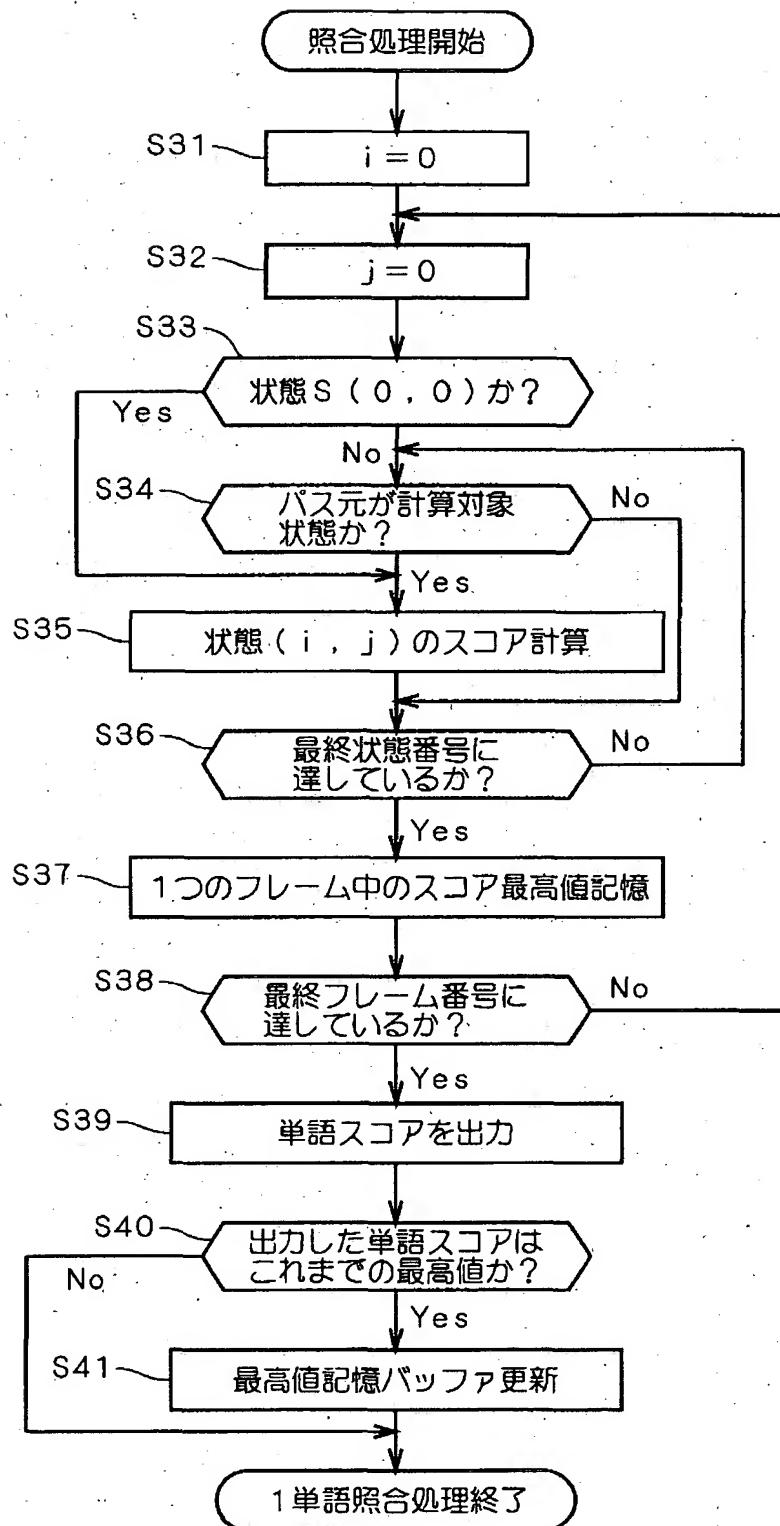 照合処理開始
S31
i=0
S32
j=0
S33
状態S(0,0)か?
Yes
No
S34
パス元が計算対象
状態か?
No
Yes
S35
状態(i,j)のスコア計算
S36
最終状態番号に
達しているか?
No
Yes
S37
1つのフレーム中のスコア最高値記憶
S38
最終フレーム番号に
達しているか?
No
Yes
S39
単語スコアを出力
S40
出力した単語スコアは
これまでの最高値か?
No
Yes
S41
最高値記憶バッファ更新
1単語照合処理終了